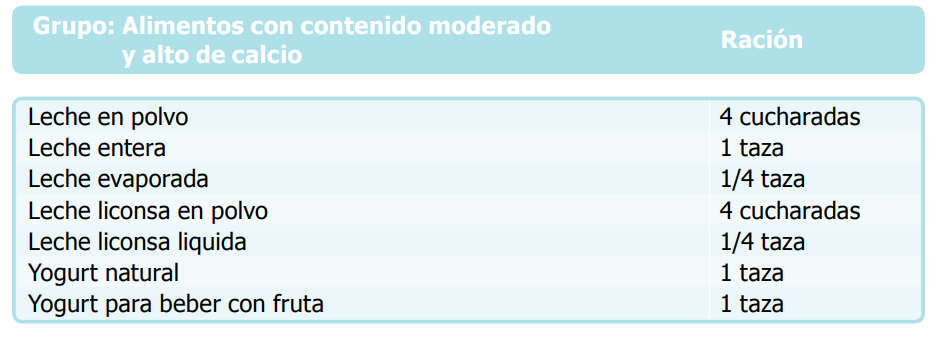 Grupo: Alimentos con contenido moderado
y alto de calcio
Ración
Leche en polvo 4 cucharadas
Leche entera 1 taza
Leche evaporada 1/4 taza
Leche liconsa en polvo 4 cucharadas
Leche liconsa liquida 1/4 taza
Yogurt natural 1 taza
Yogurt para beber con fruta 1 taza